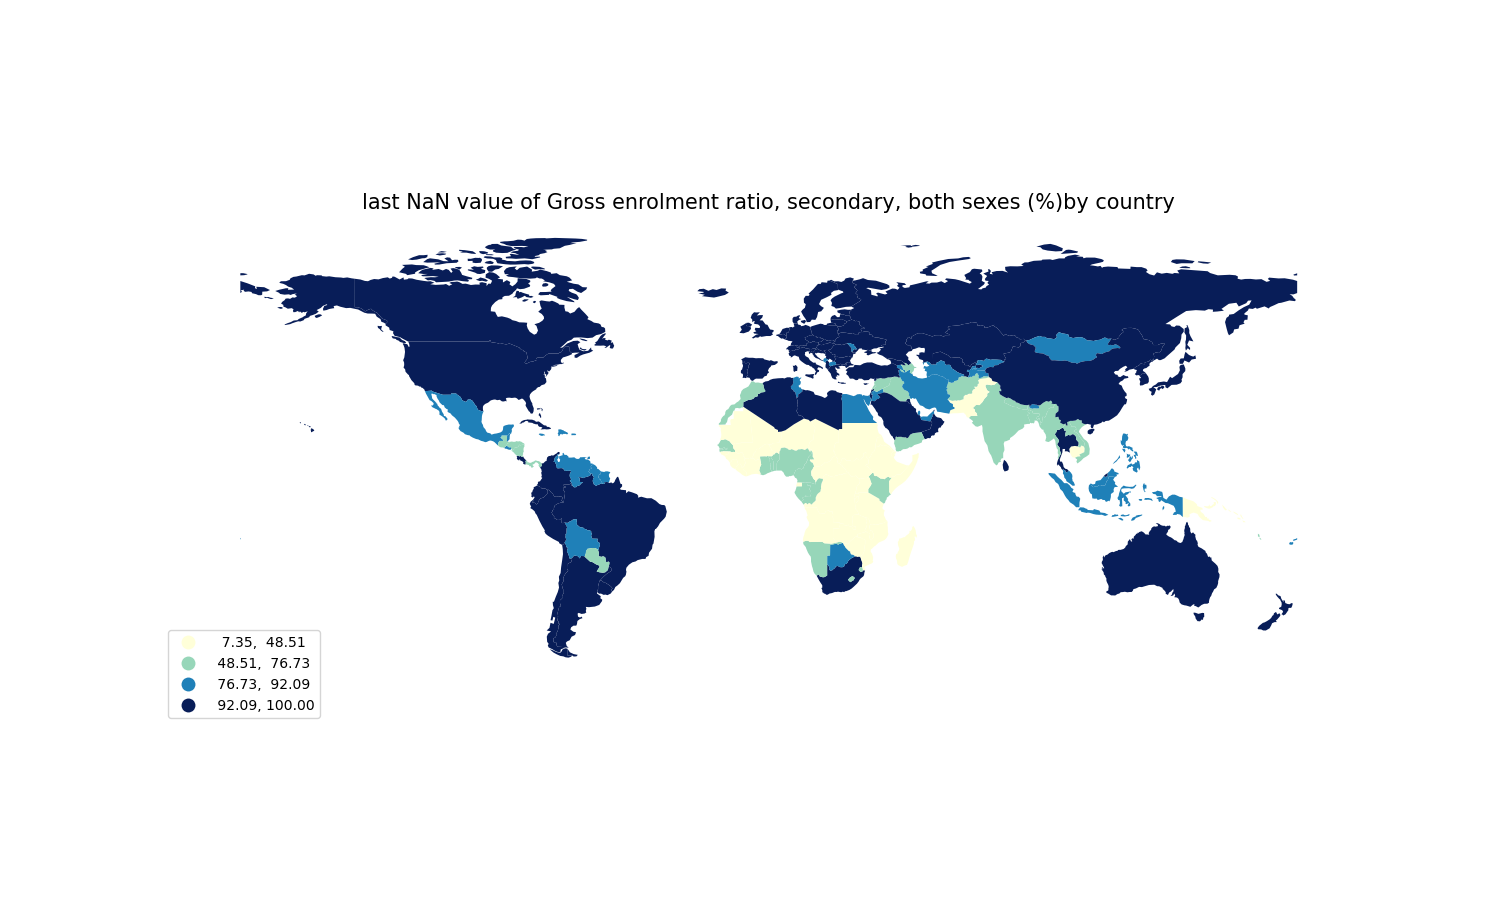 last NaN value of Gross enrolment ratio, secondary, both sexes (%)by country
7.35, 48.51
48.51, 76.73
76.73, 92.09
92.09, 100.00